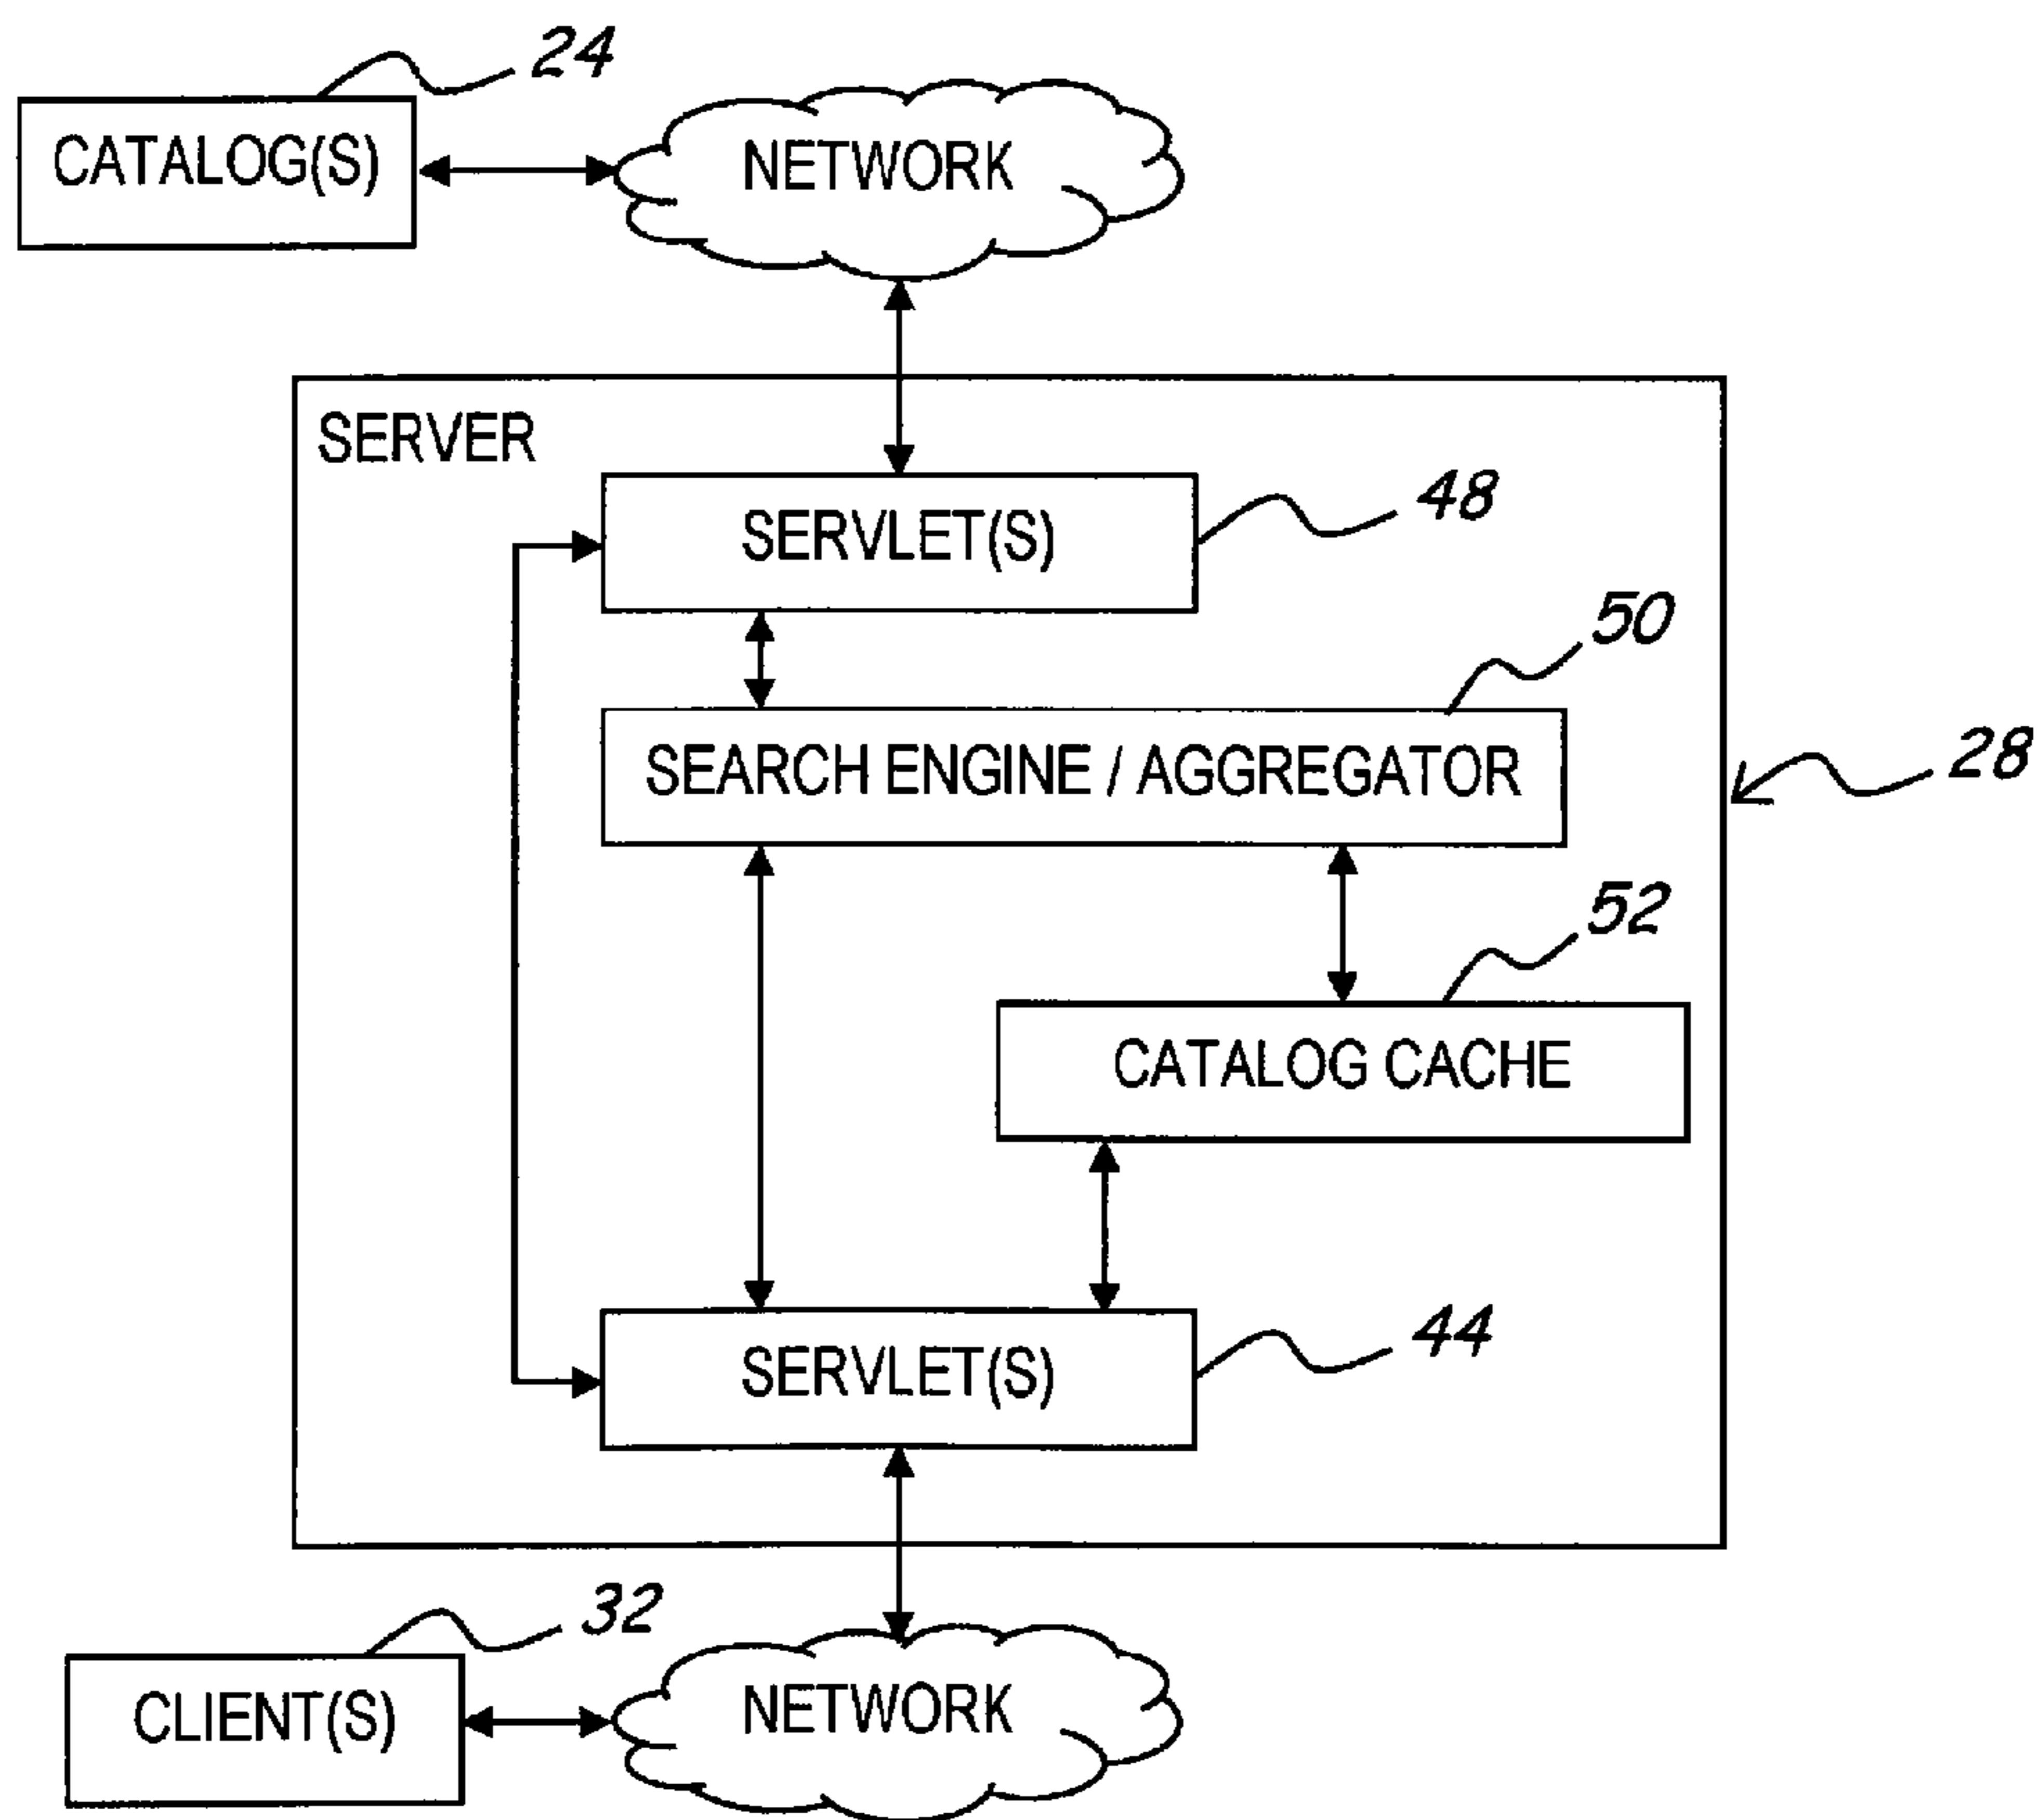 24
CATALOG(S)
NETWORK
SERVER
SERVLET(S)
48
50
SEARCH ENGINE / AGGREGATOR
28
52
CATALOG CACHE
SERVLET(S)
44
32
CLIENT(S)
NETWORK